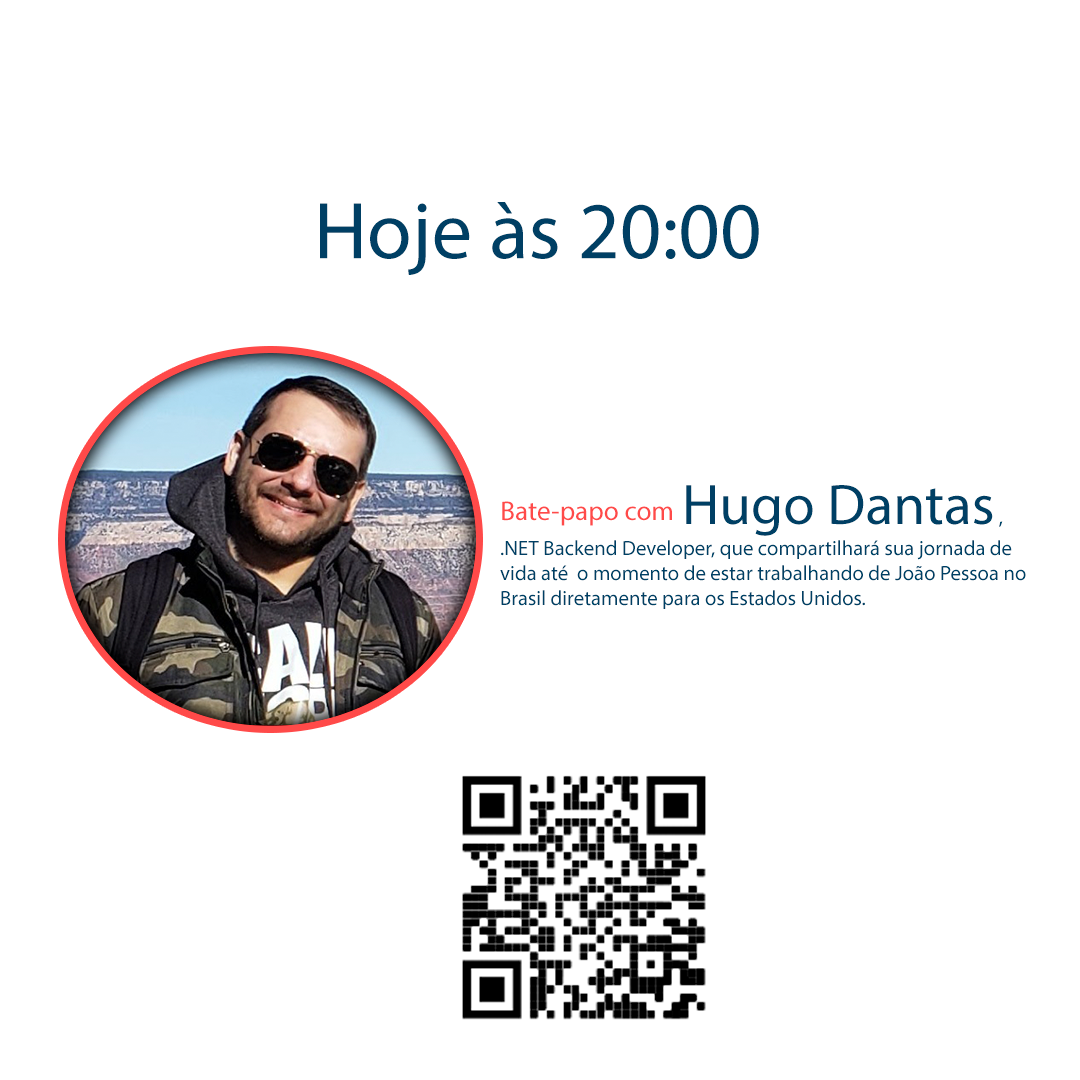 Hoje às 20:00
Bate-papo com Hugo Dantas,
.NET Backend Developer, que compartilhará sua jornada de
vida até o momento de estar trabalhando de João Pessoa no
Brasil diretamente para os Estados Unidos.